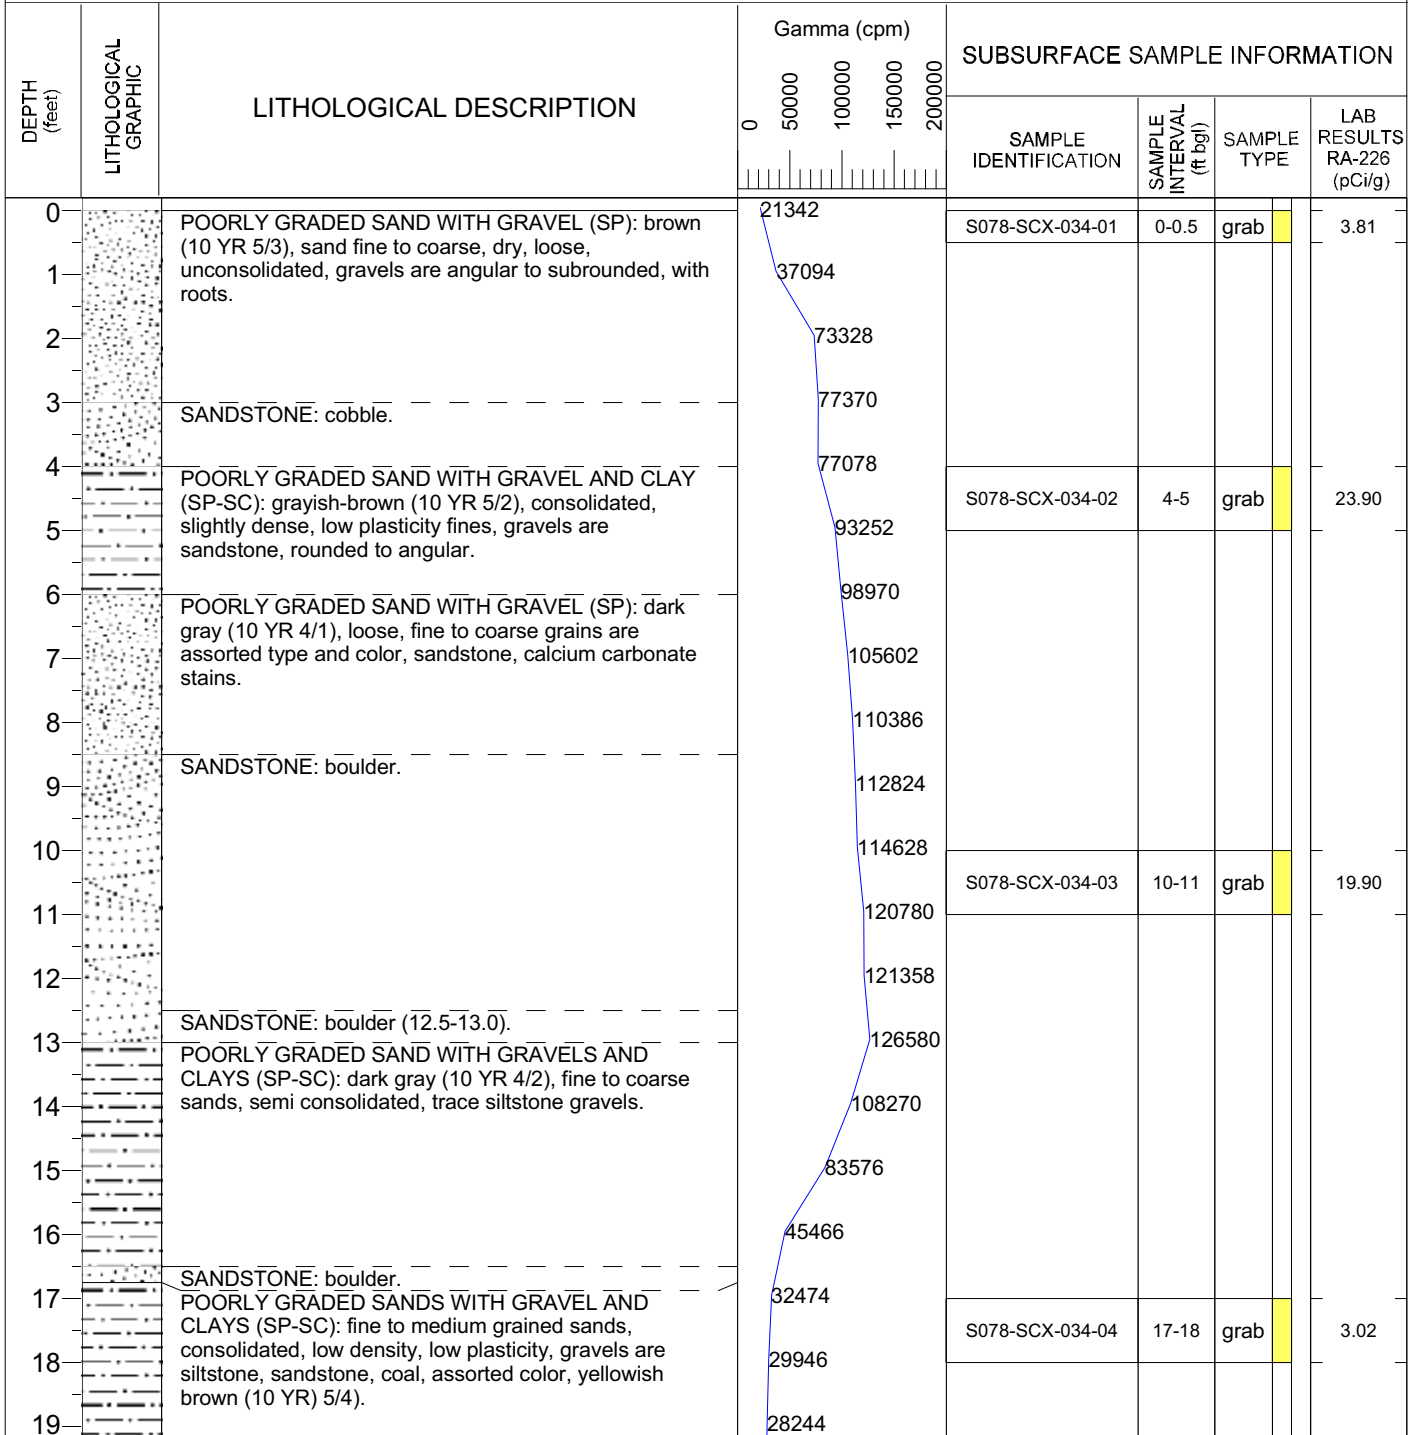 DEPTH
(feet)
LITHOLOGICAL
GRAPHIC
LITHOLOGICAL DESCRIPTION
Gamma (cpm)
0
50000
100000
150000
200000
SUBSURFACE SAMPLE INFORMATION
SAMPLE
IDENTIFICATION
SAMPLE
INTERVAL
(ft bgl)
SAMPLE
TYPE
LAB
RESULTS
RA-226
(pCi/g)
0
POORLY GRADED SAND WITH GRAVEL (SP): brown
(10 YR 5/3), sand fine to coarse, dry, loose,
unconsolidated, gravels are angular to subrounded, with
roots.
21342
S078-SCX-034-01 0-0.5 grab 3.81
1
37094
2
73328
3
SANDSTONE: cobble.
77370
4
POORLY GRADED SAND WITH GRAVEL AND CLAY
(SP-SC): grayish-brown (10 YR 5/2), consolidated,
slightly dense, low plasticity fines, gravels are
sandstone, rounded to angular.
77078
S078-SCX-034-02 4-5 grab 23.90
5
93252
6
POORLY GRADED SAND WITH GRAVEL (SP): dark
gray (10 YR 4/1), loose, fine to coarse grains are
assorted type and color, sandstone, calcium carbonate
stains.
98970
7
105602
8
110386
SANDSTONE: boulder.
9
112824
10
114628
S078-SCX-034-03 10-11 grab 19.90
11
120780
12
121358
SANDSTONE: boulder (12.5-13.0).
13
126580
POORLY GRADED SAND WITH GRAVELS AND
CLAYS (SP-SC): dark gray (10 YR 4/2), fine to coarse
sands, semi consolidated, trace siltstone gravels.
14
108270
15
83576
16
45466
SANDSTONE: boulder.
17
32474
POORLY GRADED SANDS WITH GRAVEL AND
CLAYS (SP-SC): fine to medium grained sands,
consolidated, low density, low plasticity, gravels are
siltstone, sandstone, coal, assorted color, yellowish
brown (10 YR) 5/4).
S078-SCX-034-04 17-18 grab 3.02
18
29946
19
28244